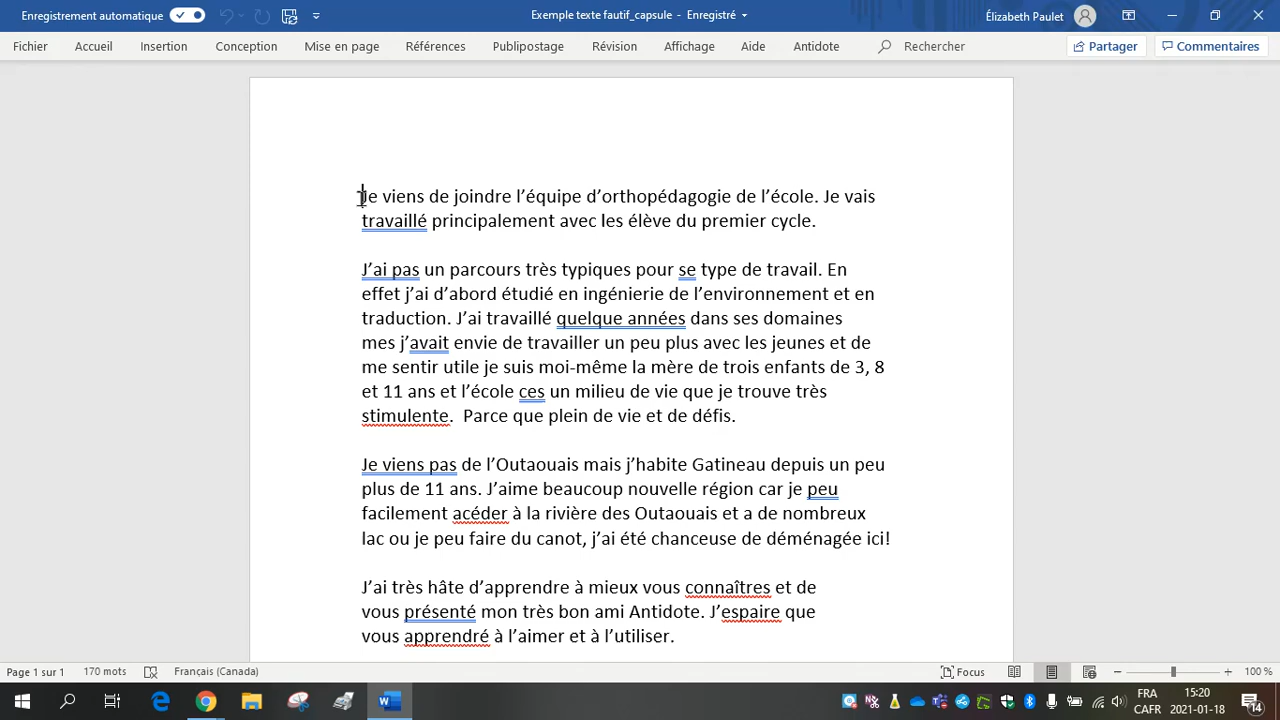 Enregistrement automatique
Exemple texte fautif_capsule - Enregistré
Élizabeth Paulet
Fichier Accueil Insertion Conception Mise en page Références Publipostage Révision Affichage Aide Antidote Rechercher Partager Commentaires
Je viens de joindre l’équipe d’orthopédagogie de l’école. Je vais
travaillé principalement avec les élève du premier cycle.
J’ai pas un parcours très typiques pour se type de travail. En
effet j’ai d’abord étudié en ingénierie de l’environnement et en
traduction. J’ai travaillé quelque années dans ses domaines
mes j’avait envie de travailler un peu plus avec les jeunes et de
me sentir utile je suis moi-même la mère de trois enfants de 3, 8
et 11 ans et l’école ces un milieu de vie que je trouve très
stimulente.  Parce que plein de vie et de défis.
Je viens pas de l’Outaouais mais j’habite Gatineau depuis un peu
plus de 11 ans. J’aime beaucoup nouvelle région car je peu
facilement acéder à la rivière des Outaouais et a de nombreux
lac ou je peu faire du canot, j’ai été chanceuse de déménagée ici!
J’ai très hâte d’apprendre à mieux vous connaîtres et de
vous présenté mon très bon ami Antidote. J’espaire que
vous apprendré à l’aimer et à l’utiliser.
Page 1 sur 1 170 mots Français (Canada) Focus 100 %
FRA 15:20
CAFR 2021-01-18 14